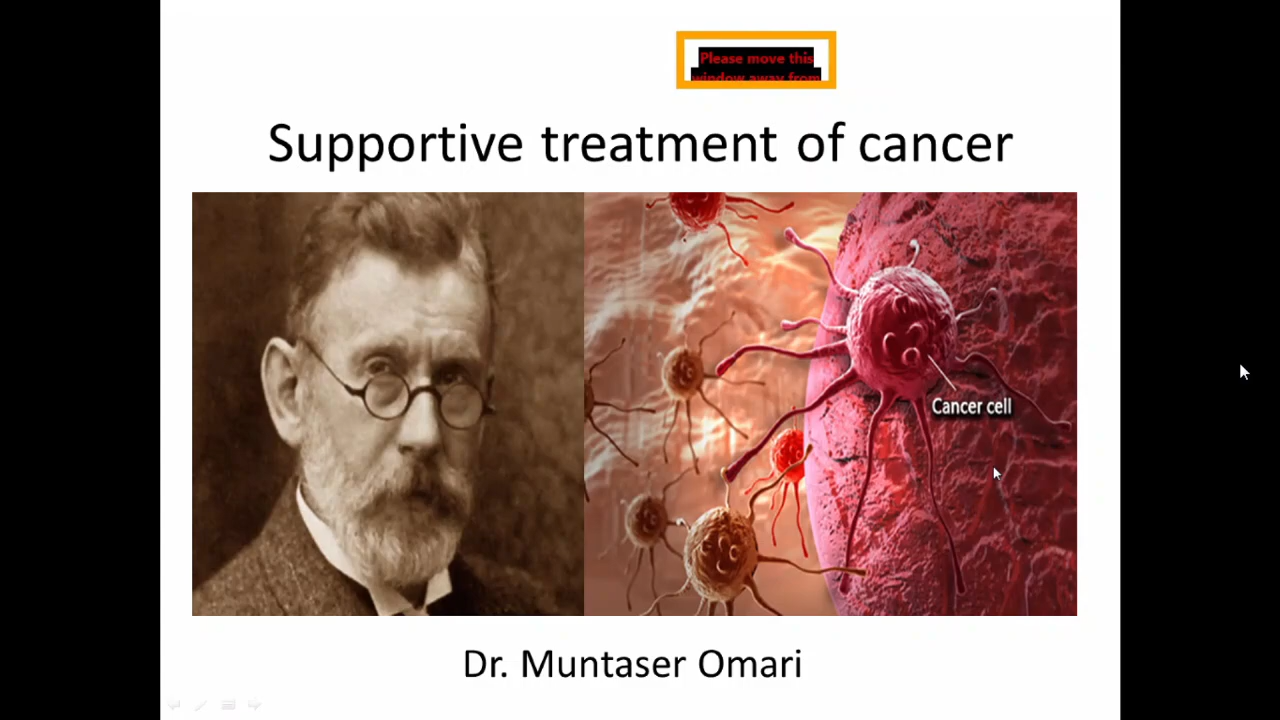 Please move this
window away from
Supportive treatment of cancer
Cancer cell
Dr. Muntaser Omari